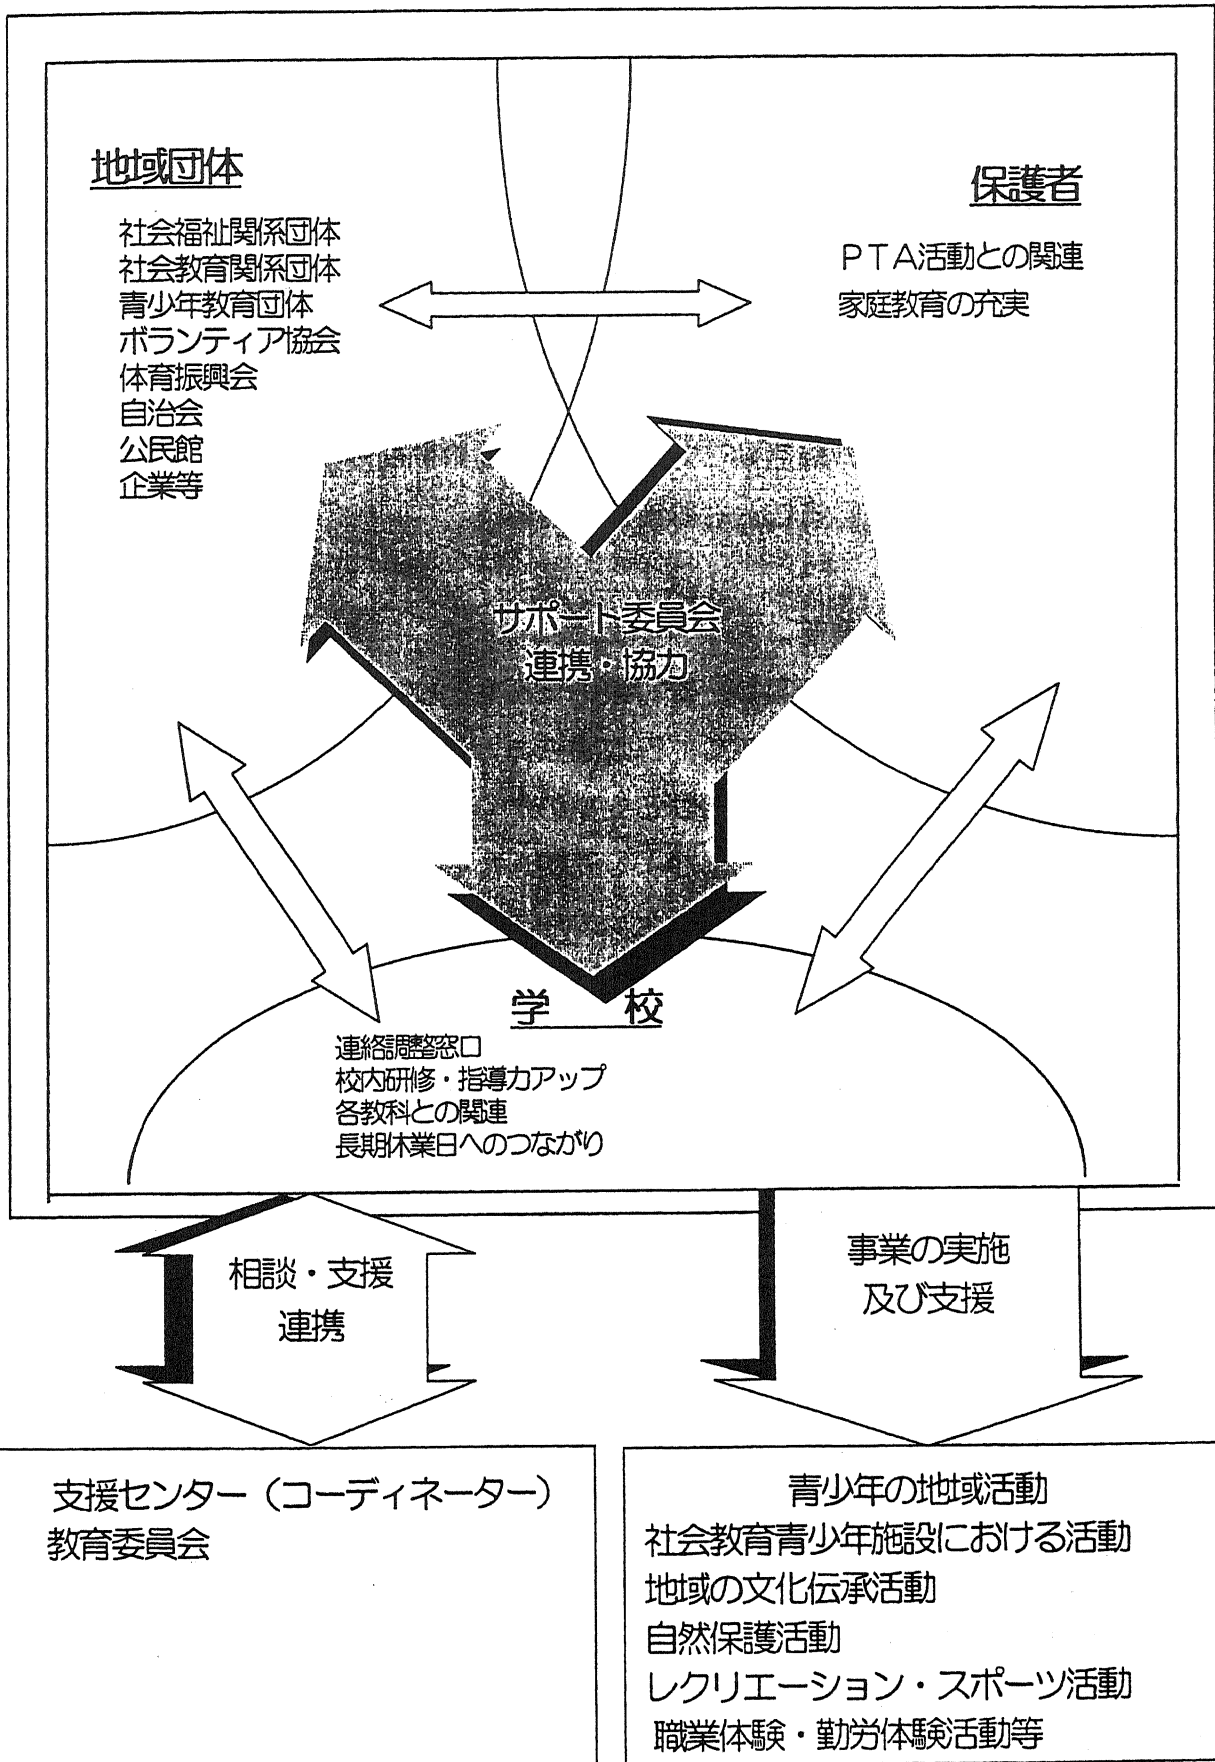 地域団体
社会福祉関係団体
社会教育関係団体
青少年教育団体
ボランティア協会
体育振興会
自治会
公民館
企業等
保護者
ＰＴＡ活動との関連
家庭教育の充実
サポート委員会
連携・協力
学　校
連絡調整窓口
校内研修・指導力アップ
各教科との関連
長期休業日へのつながり
相談・支援
連携
事業の実施
及び支援
支援センター（コーディネーター）
教育委員会
青少年の地域活動
社会教育青少年施設における活動
地域の文化伝承活動
自然保護活動
レクリエーション・スポーツ活動
職業体験・勤労体験活動等